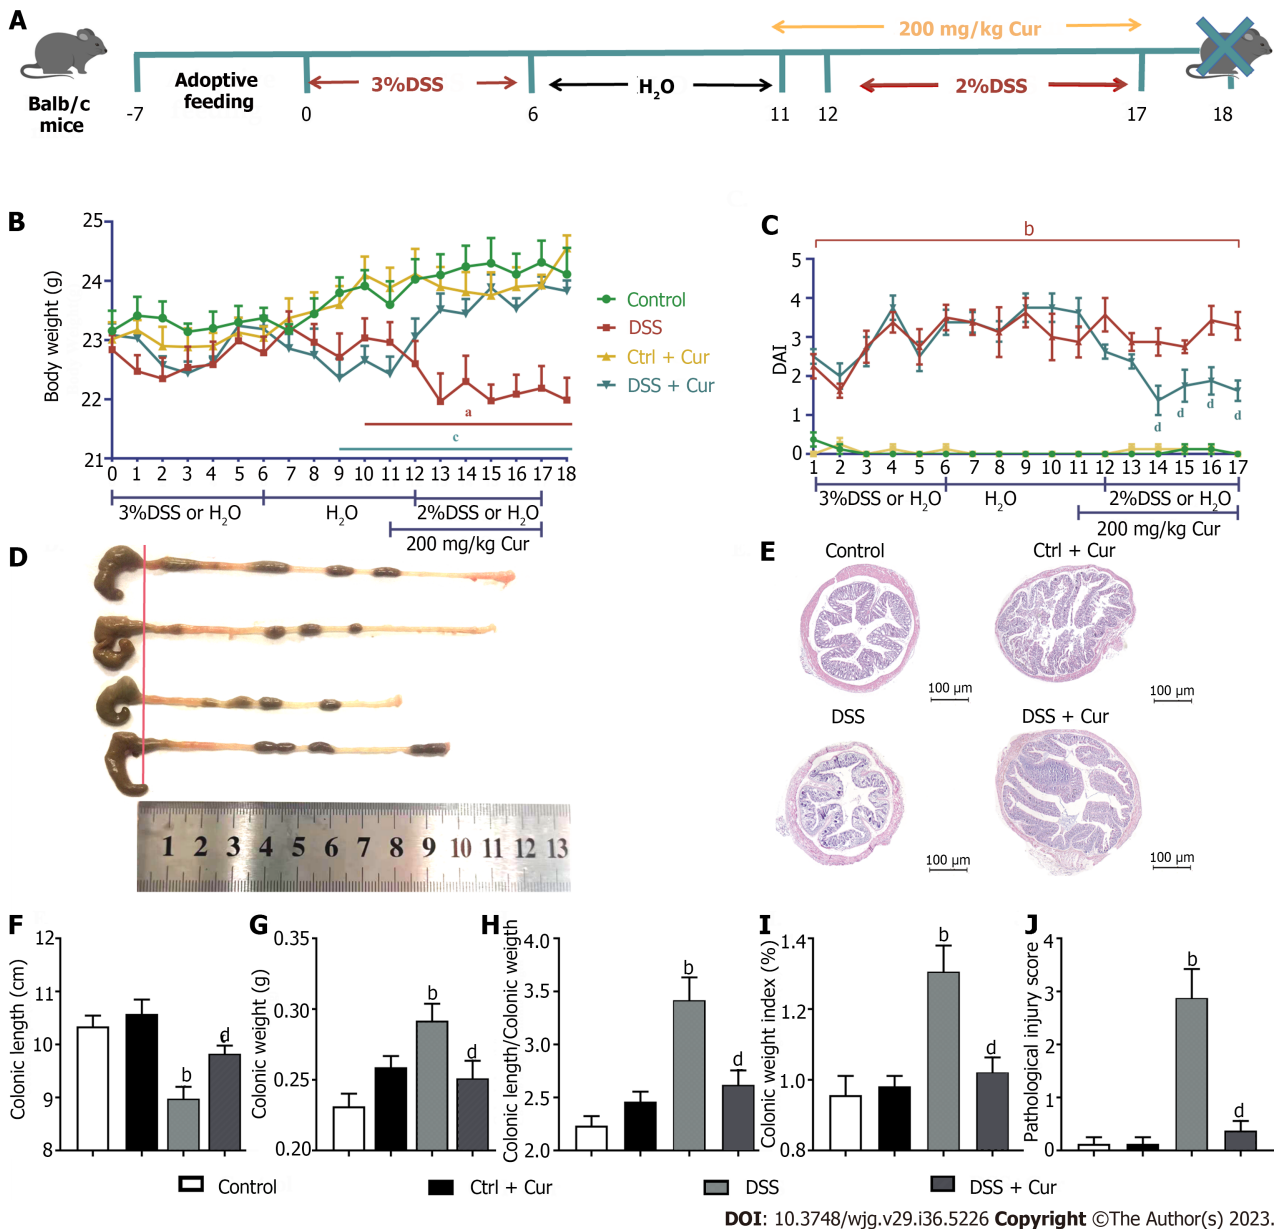 A
200 mg/kg Cur
Adoptive
feeding
3%DSS
H2O
2%DSS
Balb/c
mice
-7
0
6
11
12
17
18
B
Body weight (g)
25
24
23
22
21
a
c
0 1 2 3 4 5 6 7 8 9 10 11 12 13 14 15 16 17 18
3%DSS or H2O
H2O
2%DSS or H2O
200 mg/kg Cur
Control
DSS
Ctrl + Cur
DSS + Cur
C
b
DAI
5
4
3
2
1
0
d d d d
1 2 3 4 5 6 7 8 9 10 11 12 13 14 15 16 17
3%DSS or H2O
H2O
2%DSS or H2O
200 mg/kg Cur
D
1 2 3 4 5 6 7 8 9 10 11 12 13
E
Control
Ctrl + Cur
100 µm
100 µm
DSS
DSS + Cur
100 µm
100 µm
F
Colonic length (cm)
12
11
10
9
8
b
d
G
Colonic weight (g)
0.35
0.30
0.25
0.20
b
d
H
Colonic length/Colonic weigth
4.0
3.5
3.0
2.5
2.0
b
d
I
Colonic weight index (%)
1.4
1.2
1.0
0.8
b
d
J
Pathological injury score
4
3
2
1
0
b
d
Control
Ctrl + Cur
DSS
DSS + Cur
DOI: 10.3748/wjg.v29.i36.5226 Copyright ©The Author(s) 2023.